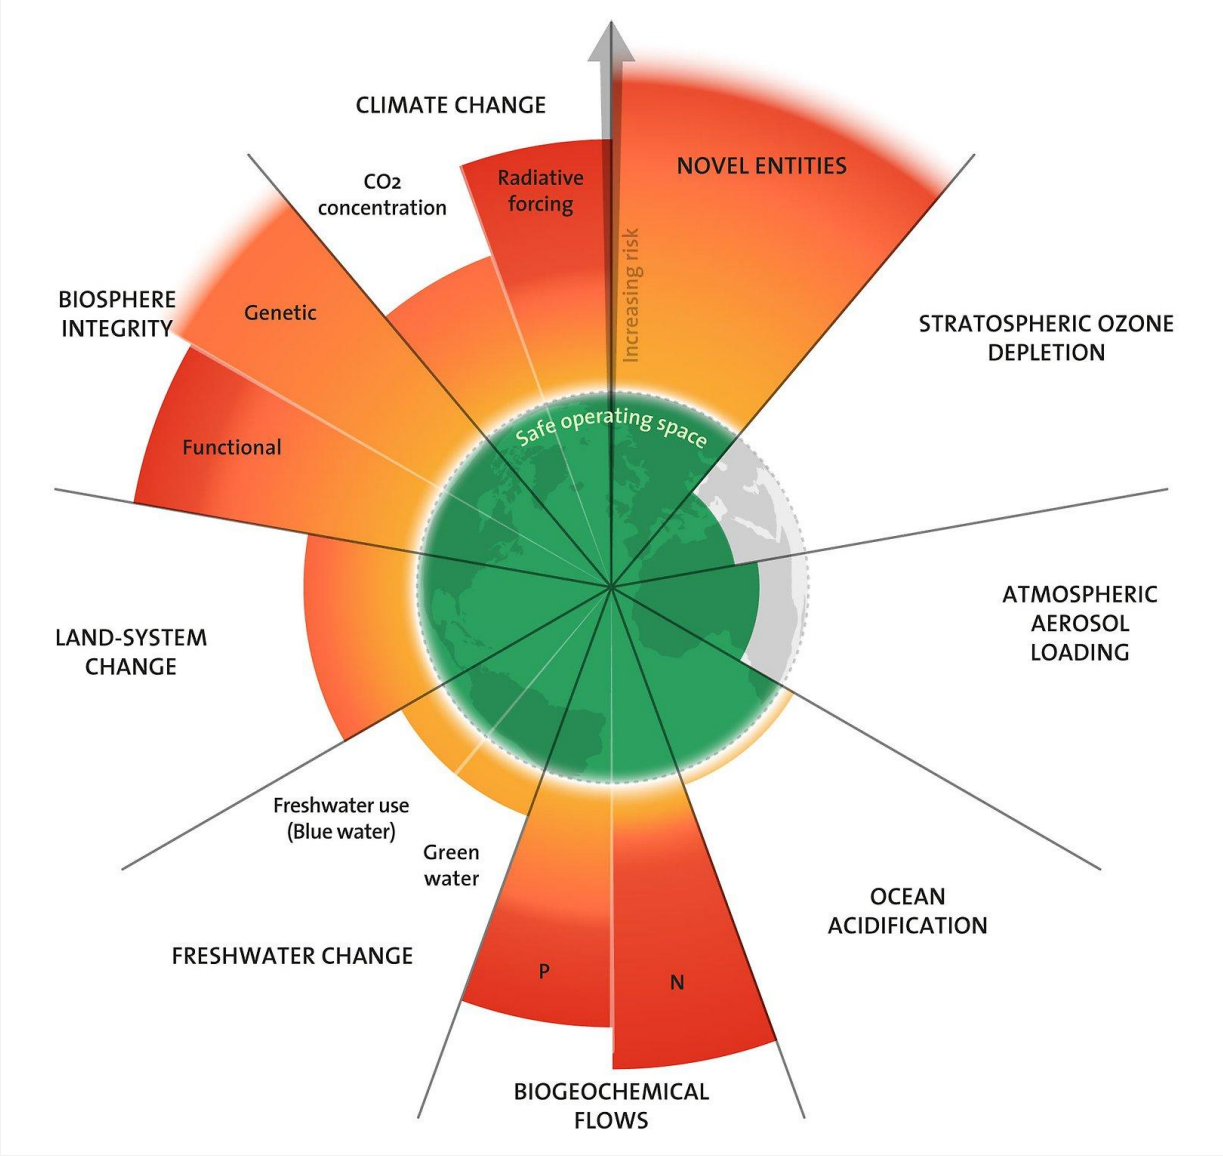 CLIMATE CHANGE
CO2
concentration
Radiative
forcing
NOVEL ENTITIES
Increasing risk
STRATOSPHERIC OZONE
DEPLETION
BIOSPHERE
INTEGRITY
Genetic
Functional
Safe operating space
ATMOSPHERIC
AEROSOL
LOADING
LAND-SYSTEM
CHANGE
Freshwater use
(Blue water)
Green
water
FRESHWATER CHANGE
P
N
OCEAN
ACIDIFICATION
BIOGEOCHEMICAL
FLOWS